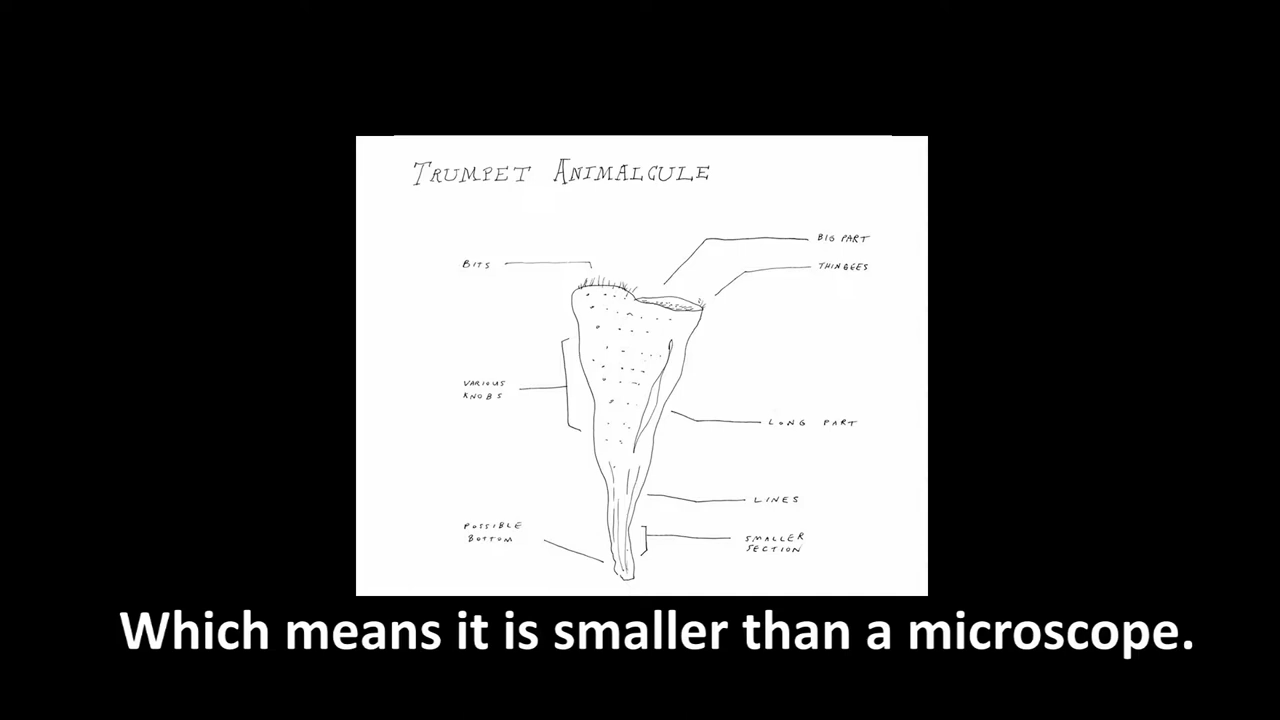 TRUMPET ANIMALCULE
BIG PART
BITS
THINGEES
VARIOUS
KNOBS
LONG PART
LINES
POSSIBLE
BOTTOM
SMALLER
SECTION
Which means it is smaller than a microscope.